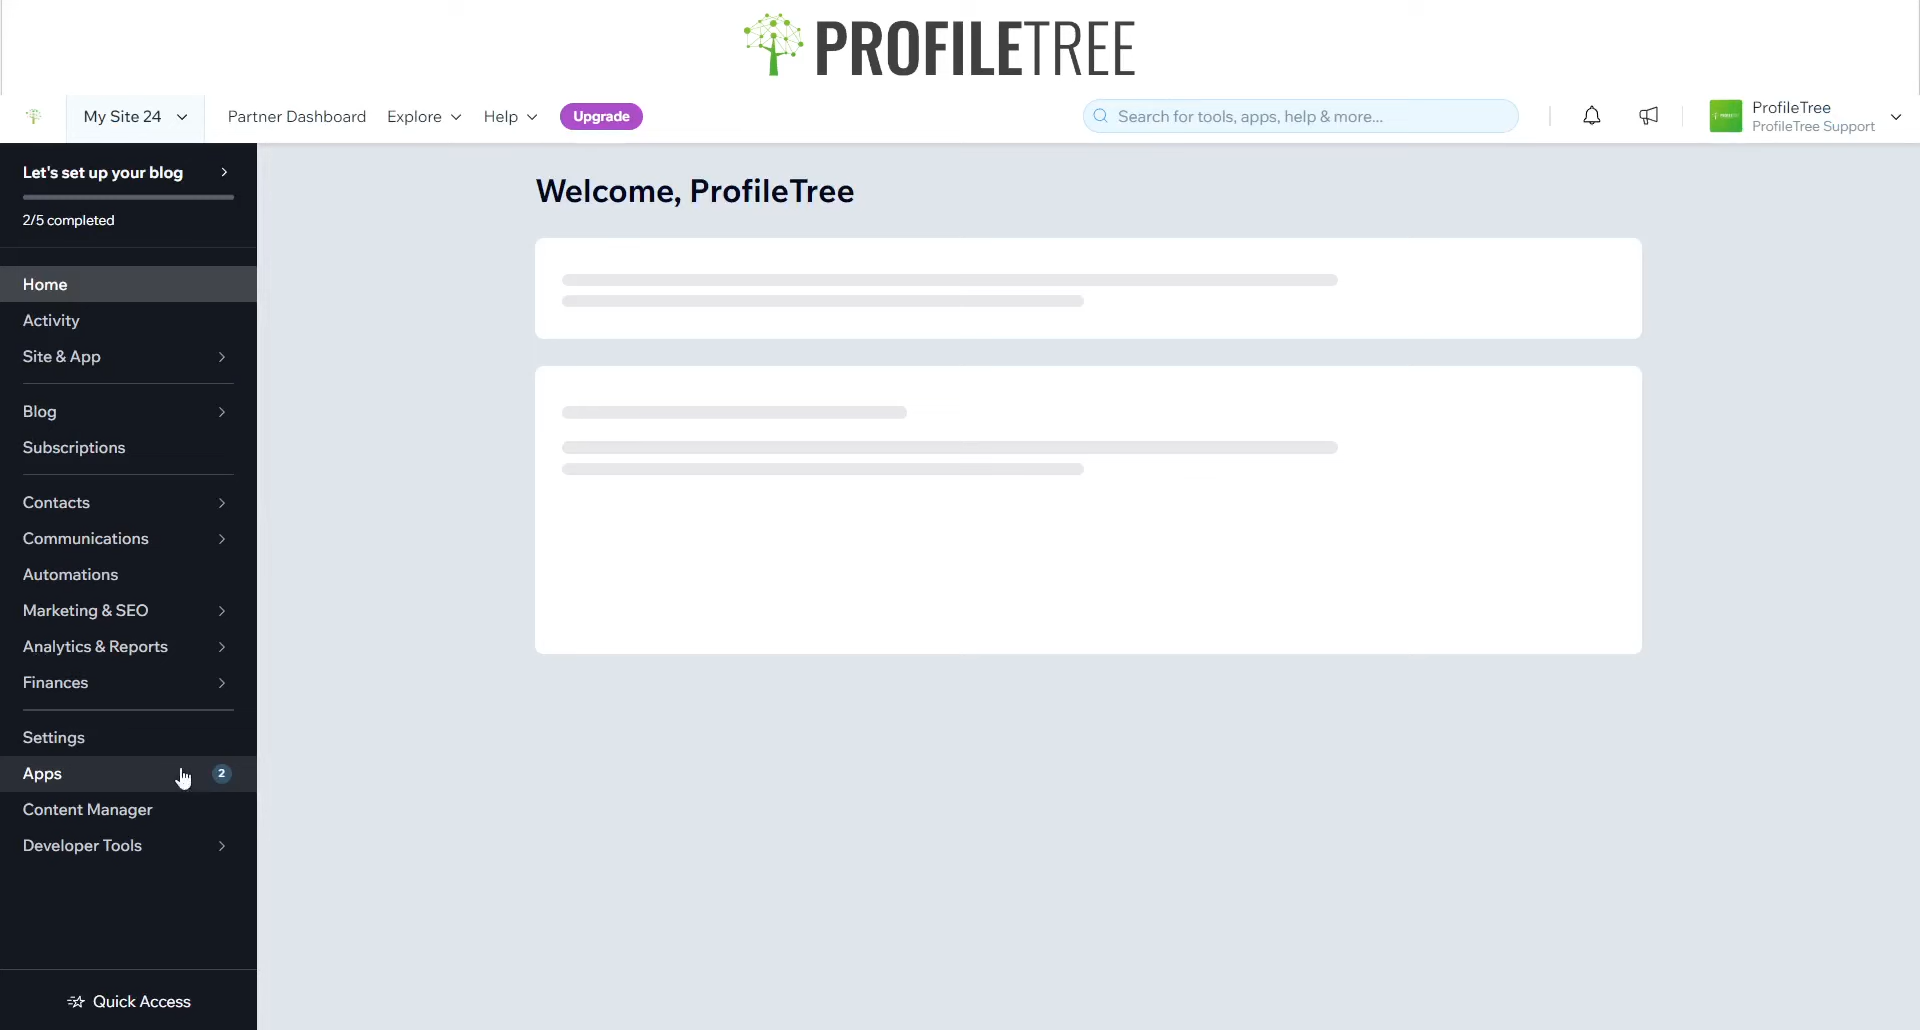 PROFILETREE
My Site 24
Partner Dashboard
Explore
Help
Upgrade
Search for tools, apps, help & more...
ProfileTree
ProfileTree Support
Let's set up your blog
2/5 completed
Home
Activity
Site & App
Blog
Subscriptions
Contacts
Communications
Automations
Marketing & SEO
Analytics & Reports
Finances
Settings
Apps 2
Content Manager
Developer Tools
Quick Access
Welcome, ProfileTree